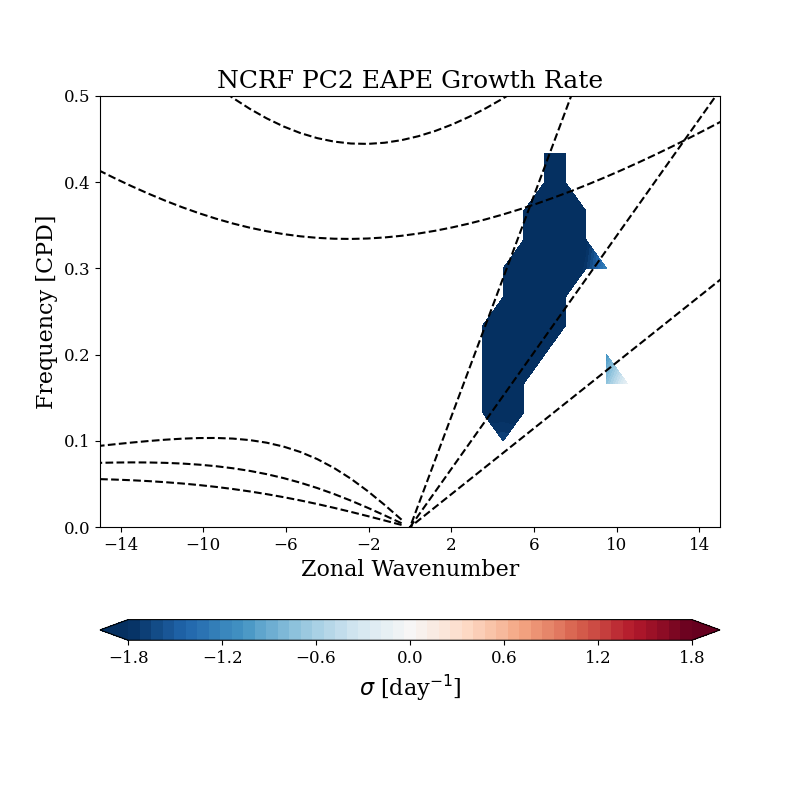 NCRF PC2 EAPE Growth Rate
Frequency [CPD]
0.5
0.4
0.3
0.2
0.1
0.0
−14 −10 −6 −2 2 6 10 14
Zonal Wavenumber
−1.8 −1.2 −0.6 0.0 0.6 1.2 1.8
σ [day⁻¹]